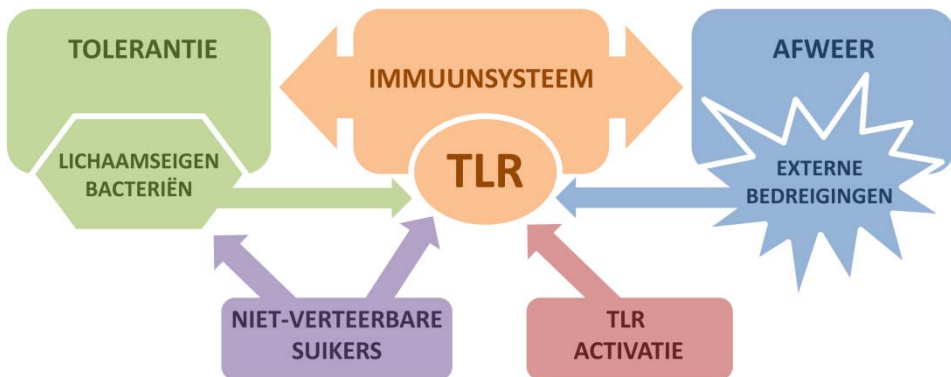 TOLERANTIE
IMMUUNSYSTEEM
AFWEER
LICHAAMSEIGEN
BACTERIËN
TLR
EXTERNE
BEDREIGINGEN
NIET-VERTEERBARE
SUIKERS
TLR
ACTIVATIE